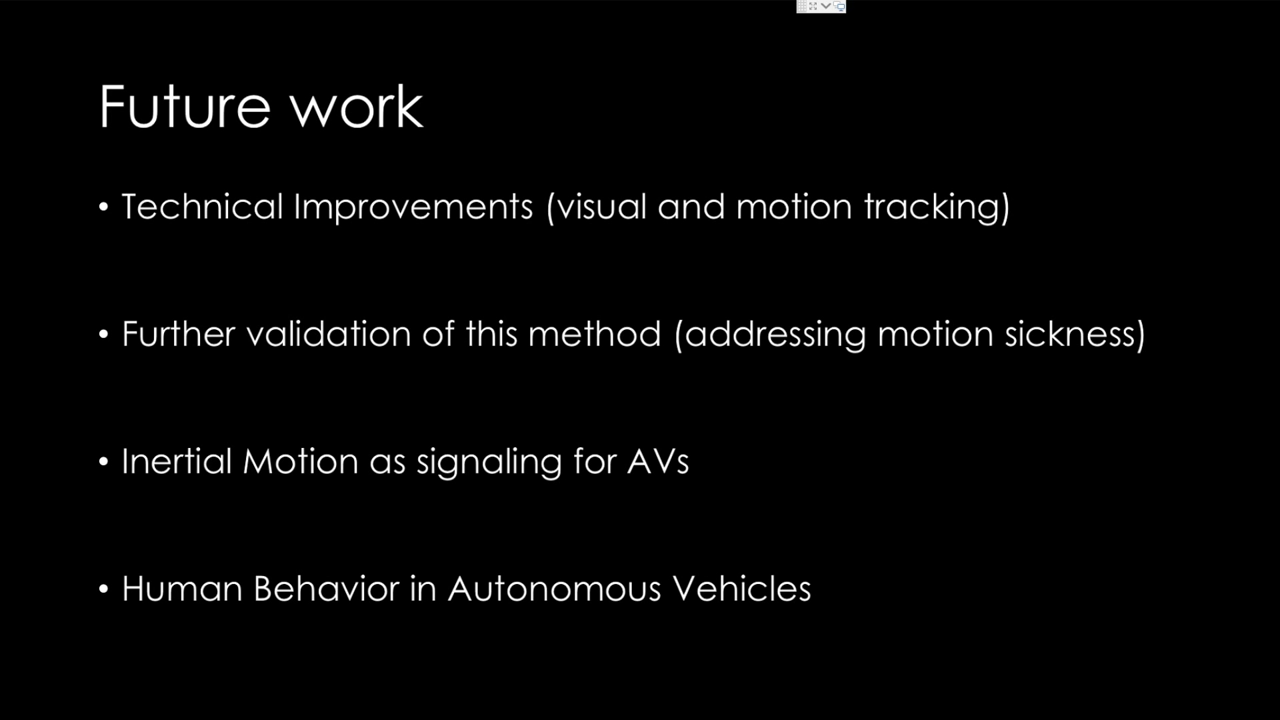 Future work
• Technical Improvements (visual and motion tracking)
• Further validation of this method (addressing motion sickness)
• Inertial Motion as signaling for AVs
• Human Behavior in Autonomous Vehicles